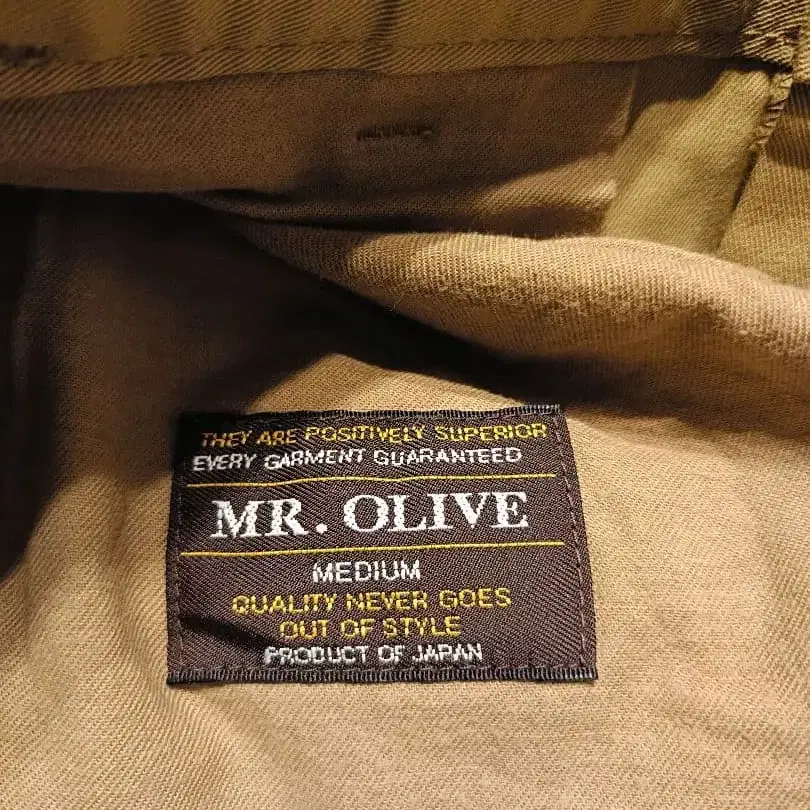 THEY ARE POSITIVELY SUPERIOR
EVERY GARMENT GUARANTEED
MR. OLIVE
MEDIUM
QUALITY NEVER GOES
OUT OF STYLE
PRODUCT OF JAPAN